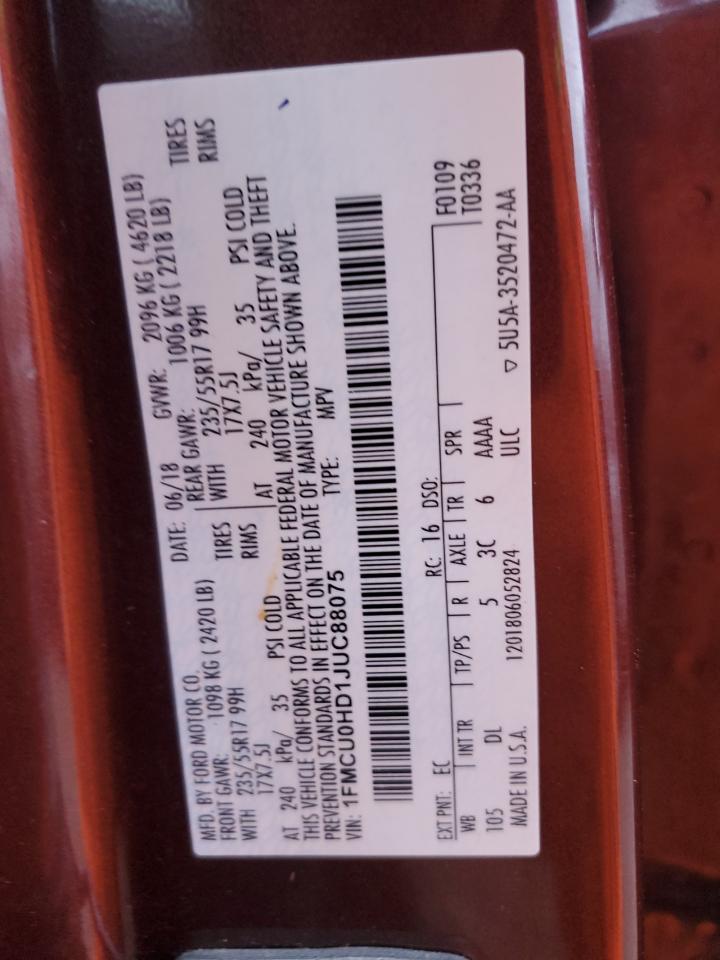 MFD. BY FORD MOTOR CO.
DATE: 06/18 GVWR: 2096 KG ( 4620 LB)
FRONT GAWR: 1098 KG ( 2420 LB)
REAR GAWR: 1006 KG ( 2218 LB)
WITH 235/55R17 99H TIRES
17X7.5J RIMS
WITH 235/55R17 99H TIRES
17X7.5J RIMS
AT 240 kPa/ 35 PSI COLD
AT 240 kPa/ 35 PSI COLD
THIS VEHICLE CONFORMS TO ALL APPLICABLE FEDERAL MOTOR VEHICLE SAFETY AND THEFT
PREVENTION STANDARDS IN EFFECT ON THE DATE OF MANUFACTURE SHOWN ABOVE.
VIN: 1FMCU0HD1JUC88075 TYPE: MPV
EXT PNT: EC RC: 16 DSO: F0109
WB INT TR TP/PS R AXLE TR SPR T0336
105 DL 5 3C 6 AAAA
MADE IN U.S.A. 1201806052824 ULC ▽ 5U5A-3520472-AA